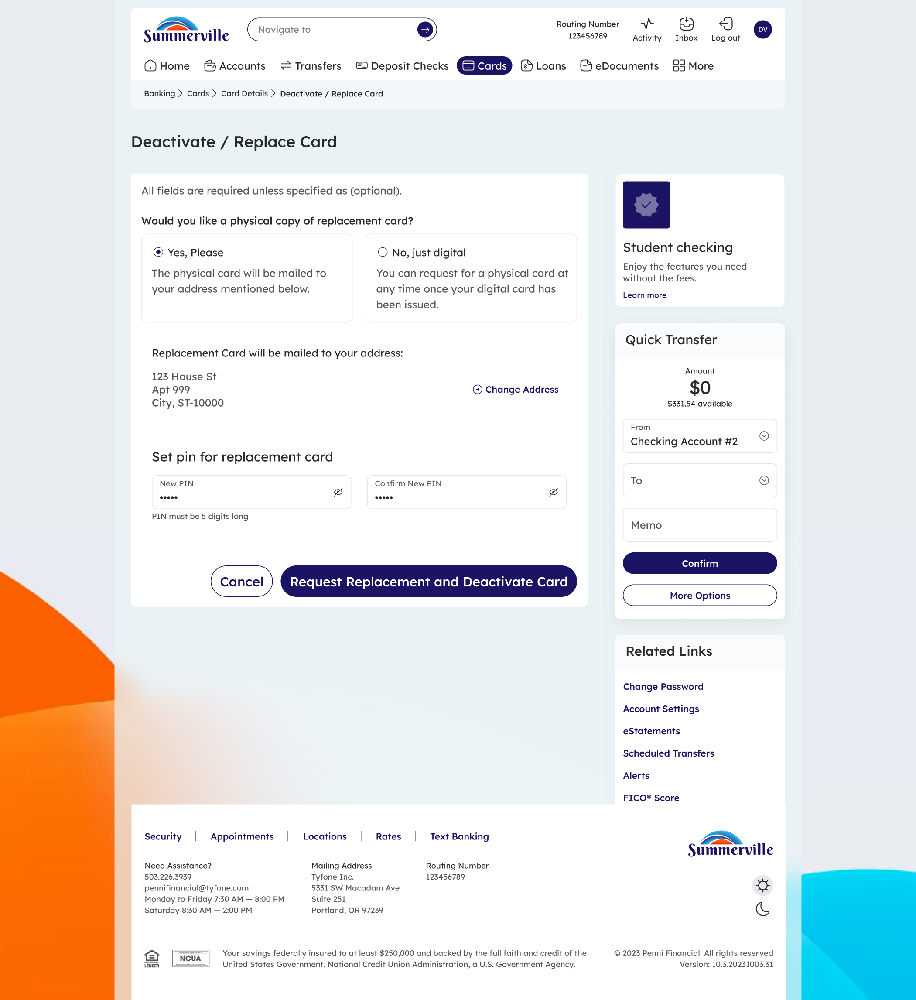 Summerville
Navigate to
Routing Number
123456789
Activity
Inbox
Log out
DV
Home
Accounts
Transfers
Deposit Checks
Cards
Loans
eDocuments
More
Banking
Cards
Card Details
Deactivate / Replace Card
Deactivate / Replace Card
All fields are required unless specified as (optional).
Would you like a physical copy of replacement card?
Yes, Please
The physical card will be mailed to
your address mentioned below.
No, just digital
You can request for a physical card at
any time once your digital card has
been issued.
Replacement Card will be mailed to your address:
123 House St
Apt 999
City, ST-10000
Change Address
Set pin for replacement card
New PIN
•••••
Confirm New PIN
•••••
PIN must be 5 digits long
Cancel
Request Replacement and Deactivate Card
Student checking
Enjoy the features you need
without the fees.
Learn more
Quick Transfer
Amount
$0
$331.54 available
From
Checking Account #2
To
Memo
Confirm
More Options
Related Links
Change Password
Account Settings
eStatements
Scheduled Transfers
Alerts
FICO® Score
Security
Appointments
Locations
Rates
Text Banking
Summerville
Need Assistance?
503.226.3939
pennifinancial@tyfone.com
Monday to Friday 7:30 AM — 8:00 PM
Saturday 8:30 AM — 2:00 PM
Mailing Address
Tyfone Inc.
5331 SW Macadam Ave
Suite 251
Portland, OR 97239
Routing Number
123456789
EQUAL OPPORTUNITY
LENDER
NCUA
Your savings federally insured to at least $250,000 and backed by the full faith and credit of the
United States Government. National Credit Union Administration, a U.S. Government Agency.
© 2023 Penni Financial. All rights reserved
Version: 10.3.20231003.31